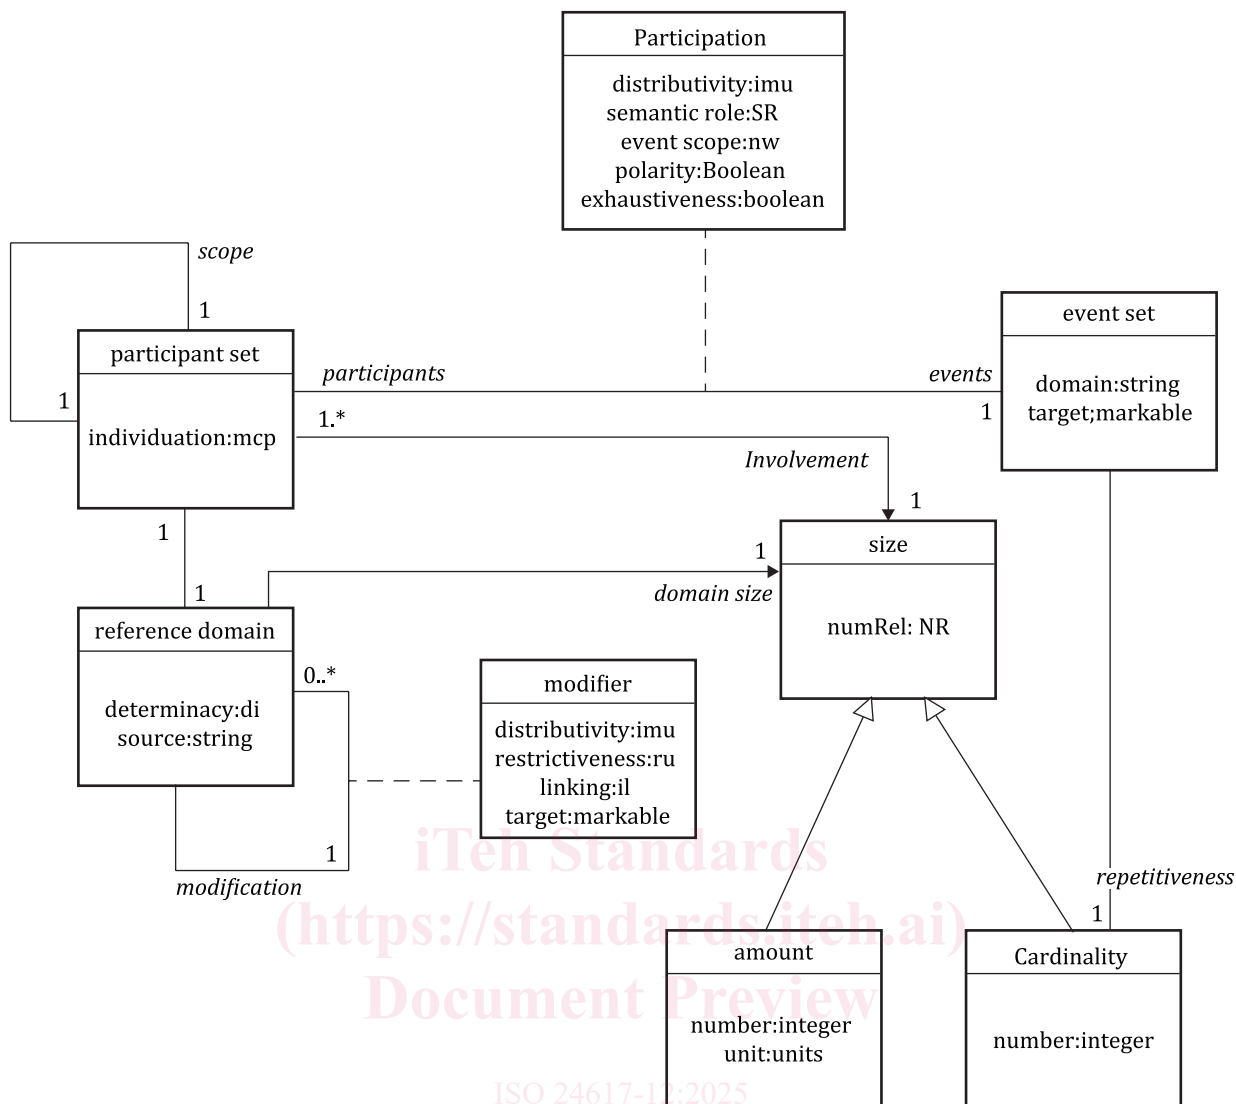 Participation
distributivity:imu
semantic role:SR
event scope:nw
polarity:Boolean
exhaustiveness:boolean
scope
1
participant set
1
individuation:mcp
participants
1.*
events
1
event set
domain:string
target;markable
Involvement
1
1
1
1
domain size
size
numRel: NR
reference domain
0..*
determinacy:di
source:string
modifier
distributivity:imu
restrictiveness:ru
linking:il
target:markable
1
modification
iTeh Standards
(https://standards.iteh.ai)
Document Preview
repetitiveness
1
amount
number:integer
unit:units
Cardinality
number:integer
ISO 24617-12:2025